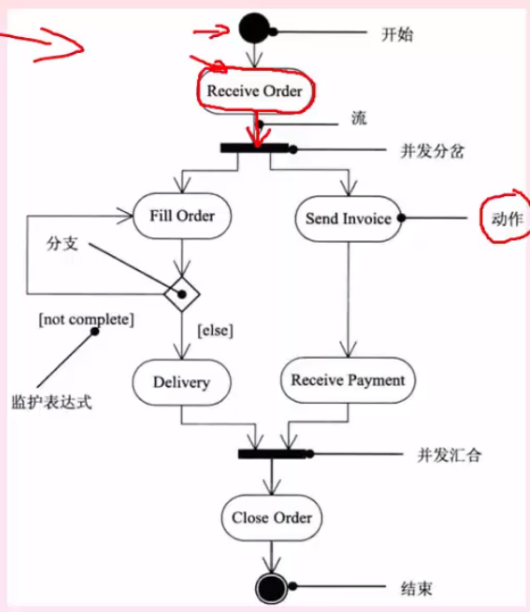 开始
Receive Order
流
并发分岔
Fill Order
Send Invoice
动作
分支
[not complete]
[else]
Delivery
Receive Payment
监护表达式
并发汇合
Close Order
结束